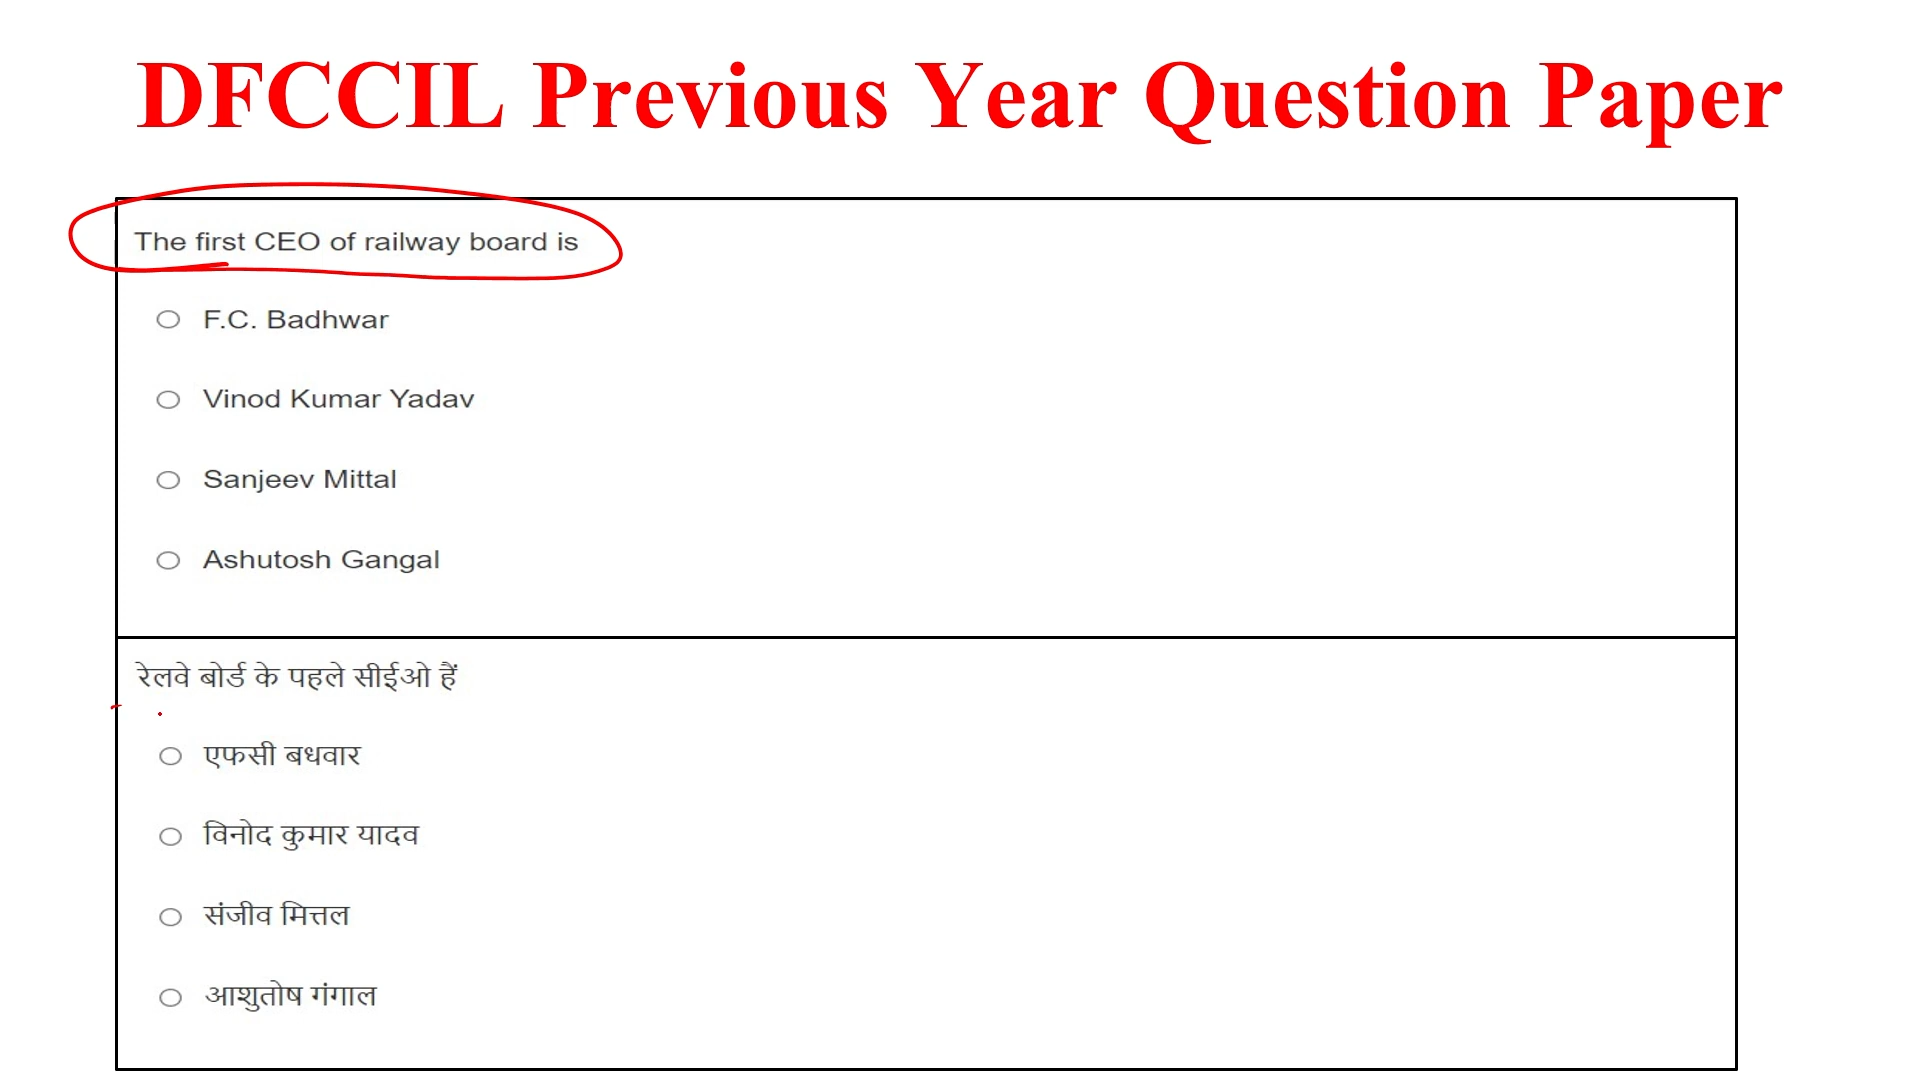 DFCCIL Previous Year Question Paper
The first CEO of railway board is
F.C. Badhwar
Vinod Kumar Yadav
Sanjeev Mittal
Ashutosh Gangal
रेलवे बोर्ड के पहले सीईओ हैं
एफसी बधवार
विनोद कुमार यादव
संजीव मित्तल
आशुतोष गंगाल